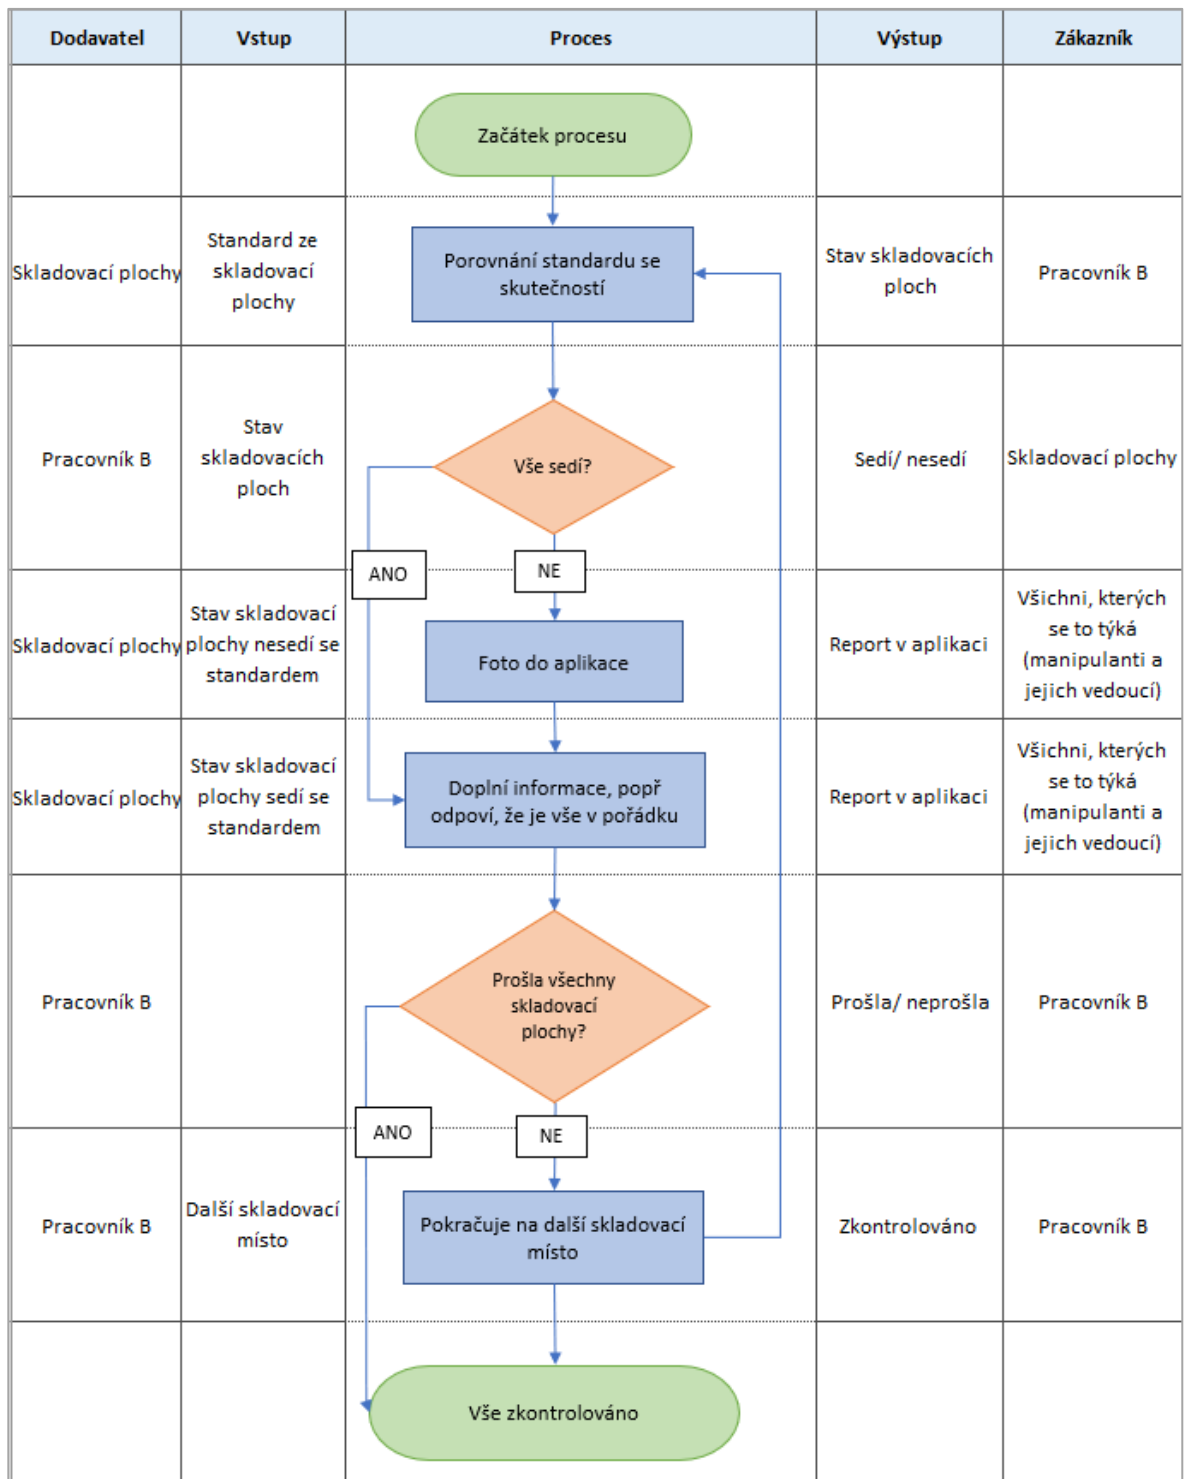 Dodavatel
Vstup
Proces
Výstup
Zákazník
Začátek procesu
Skladovací plochy
Standard ze
skladovací
plochy
Porovnání standardu se
skutečností
Stav skladovacích
ploch
Pracovník B
Pracovník B
Stav
skladovacích
ploch
Vše sedí?
Sedí/ nesedí
Skladovací plochy
ANO
NE
Skladovací plochy
Stav skladovací
plochy nesedí se
standardem
Foto do aplikace
Report v aplikaci
Všichni, kterých
se to týká
(manipulanti a
jejich vedoucí)
Skladovací plochy
Stav skladovací
plochy sedí se
standardem
Doplní informace, popř
odpoví, že je vše v pořádku
Report v aplikaci
Všichni, kterých
se to týká
(manipulanti a
jejich vedoucí)
Pracovník B
Prošla všechny
skladovací
plochy?
Prošla/ neprošla
Pracovník B
ANO
NE
Pracovník B
Další skladovací
místo
Pokračuje na další skladovací
místo
Zkontrolováno
Pracovník B
Vše zkontrolováno